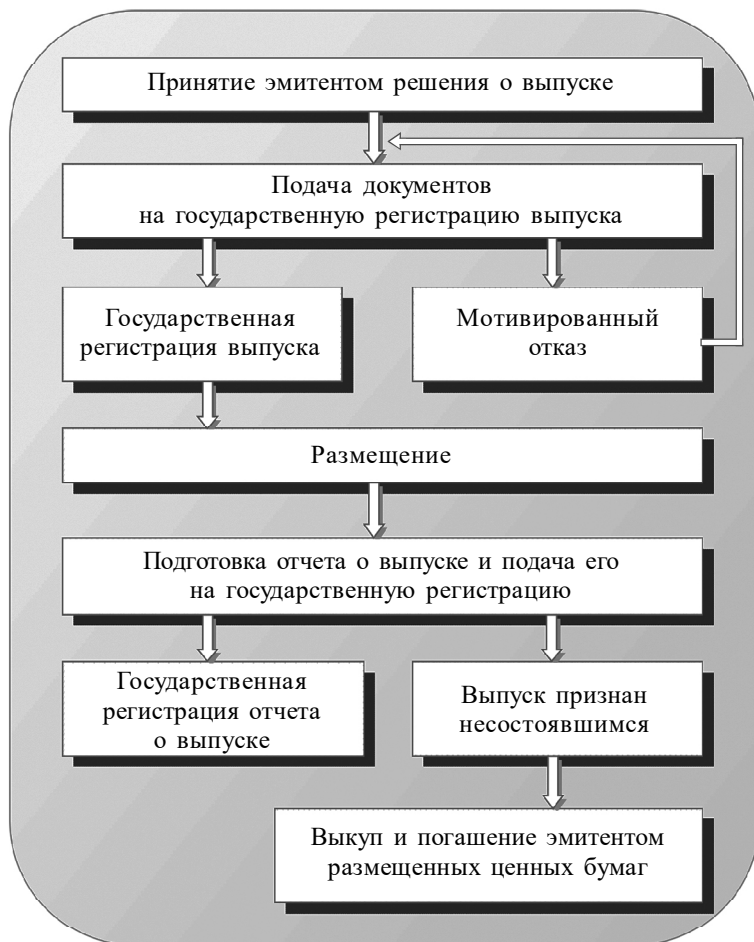 Принятие эмитентом решения о выпуске
Подача документов
на государственную регистрацию выпуска
Государственная
регистрация выпуска
Мотивированный
отказ
Размещение
Подготовка отчета о выпуске и подача его
на государственную регистрацию
Государственная
регистрация отчета
о выпуске
Выпуск признан
несостоявшимся
Выкуп и погашение эмитентом
размещенных ценных бумаг